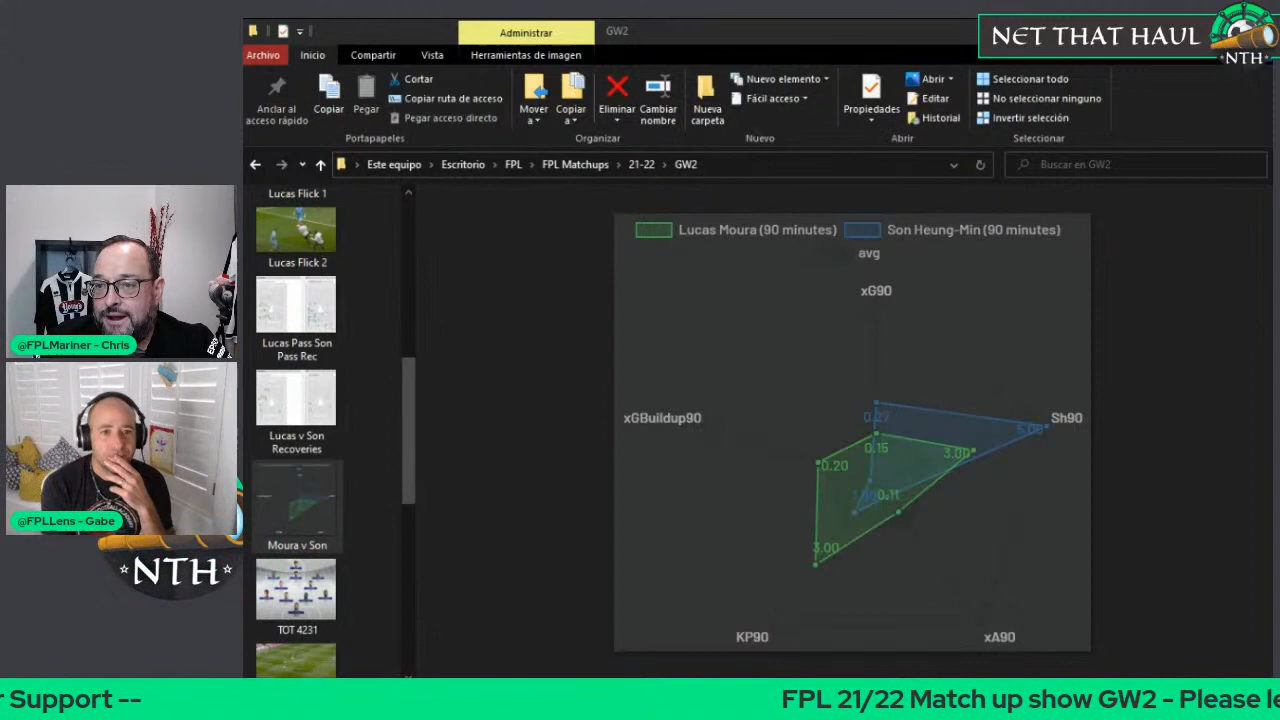 Administrar
GW2
NET THAT HAUL
NTH
Archivo
Inicio
Compartir
Vista
Herramientas de imagen
Anclar al
acceso rápido
Copiar
Pegar
Cortar
Copiar ruta de acceso
Pegar acceso directo
Portapapeles
Mover
a
Copiar
a
Eliminar
Cambiar
nombre
Organizar
Nueva
carpeta
Nuevo elemento
Fácil acceso
Nuevo
Propiedades
Abrir
Editar
Historial
Abrir
Seleccionar todo
No seleccionar ninguno
Invertir selección
Seleccionar
Este equipo
Escritorio
FPL
FPL Matchups
21-22
GW2
Buscar en GW2
Lucas Flick 1
Lucas Flick 2
Lucas Pass Son
Pass Rec
Lucas v Son
Recoveries
Moura v Son
TOT 4231
Lucas Moura (90 minutes)
Son Heung-Min (90 minutes)
avg
xG90
xGBuildup90
Sh90
0.27
5.00
0.15
3.00
0.20
0.11
3.00
KP90
xA90
@FPLMariner - Chris
@FPLLens - Gabe
NTH
r Support --
FPL 21/22 Match up show GW2 - Please le